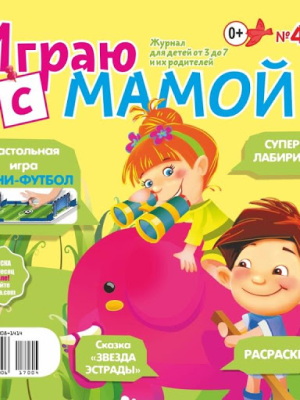 Играю
с МАМОЙ
Журнал
для детей от 3 до 7
и их родителей
0+
№4
астольная
игра
НИ-ФУТБОЛ
СУПЕР
ЛАБИРИ
Сказка
«ЗВЕЗДА
ЭСТРАДЫ»
РАСКРАСК